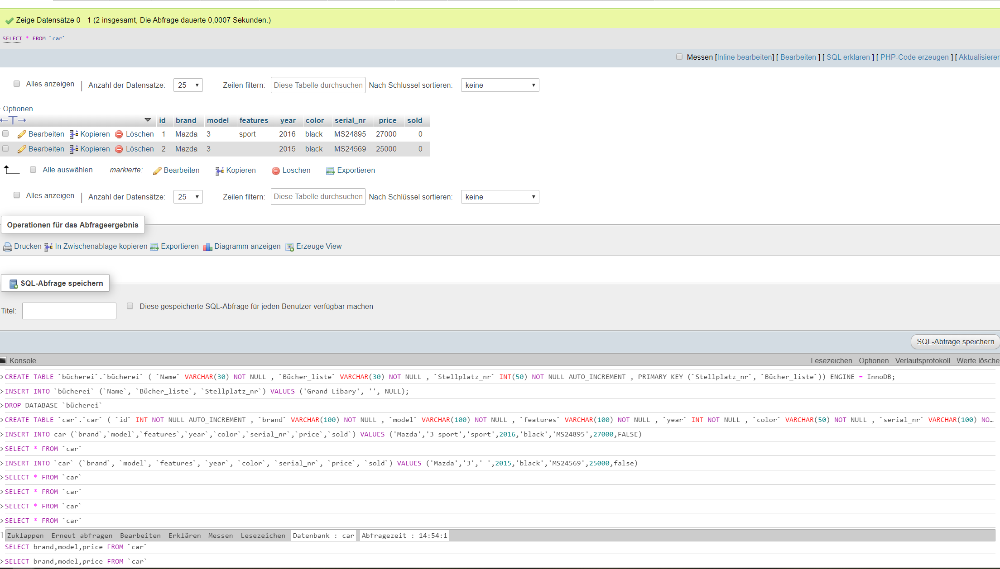 Zeige Datensätze 0 - 1 (2 insgesamt, Die Abfrage dauerte 0,0007 Sekunden.)
SELECT * FROM `car`
Messen [Inline bearbeiten] [ Bearbeiten ] [ SQL erklären ] [ PHP-Code erzeugen ] [ Aktualisieren
Alles anzeigen | Anzahl der Datensätze: 25 Zeilen filtern: Diese Tabelle durchsuchen Nach Schlüssel sortieren: keine
Optionen
id brand model features year color serial_nr price sold
Bearbeiten Kopieren Löschen 1 Mazda 3 sport 2016 black MS24895 27000 0
Bearbeiten Kopieren Löschen 2 Mazda 3 2015 black MS24569 25000 0
Alle auswählen markierte: Bearbeiten Kopieren Löschen Exportieren
Alles anzeigen | Anzahl der Datensätze: 25 Zeilen filtern: Diese Tabelle durchsuchen Nach Schlüssel sortieren: keine
Operationen für das Abfrageergebnis
Drucken In Zwischenablage kopieren Exportieren Diagramm anzeigen Erzeuge View
SQL-Abfrage speichern
Titel: Diese gespeicherte SQL-Abfrage für jeden Benutzer verfügbar machen
SQL-Abfrage speichern
Konsole Lesezeichen Optionen Verlaufsprotokoll Werte lösche
>CREATE TABLE `bücherei`.`bücherei` ( `Name` VARCHAR(30) NOT NULL , `Bücher_liste` VARCHAR(30) NOT NULL , `Stellplatz_nr` INT(50) NOT NULL AUTO_INCREMENT , PRIMARY KEY (`Stellplatz_nr`, `Bücher_liste`)) ENGINE = InnoDB;
>INSERT INTO `bücherei` (`Name`, `Bücher_liste`, `Stellplatz_nr`) VALUES ('Grand Libary', '', NULL);
>DROP DATABASE `bücherei`
>CREATE TABLE `car`.`car` ( `id` INT NOT NULL AUTO_INCREMENT , `brand` VARCHAR(100) NOT NULL , `model` VARCHAR(100) NOT NULL , `features` VARCHAR(100) NOT NULL , `year` INT NOT NULL , `color` VARCHAR(50) NOT NULL , `serial_nr` VARCHAR(100) NO…
>INSERT INTO car (`brand`,`model`,`features`,`year`,`color`,`serial_nr`,`price`,`sold`) VALUES ('Mazda','3 sport','sport',2016,'black','MS24895',27000,FALSE)
>SELECT * FROM `car`
>INSERT INTO `car` (`brand`, `model`, `features`, `year`, `color`, `serial_nr`, `price`, `sold`) VALUES ('Mazda','3',' ',2015,'black','MS24569',25000,false)
>SELECT * FROM `car`
>SELECT * FROM `car`
>SELECT * FROM `car`
>SELECT * FROM `car`
] Zuklappen Erneut abfragen Bearbeiten Erklären Messen Lesezeichen Datenbank : car Abfragezeit : 14:54:1
SELECT brand,model,price FROM `car`
>SELECT brand,model,price FROM `car`